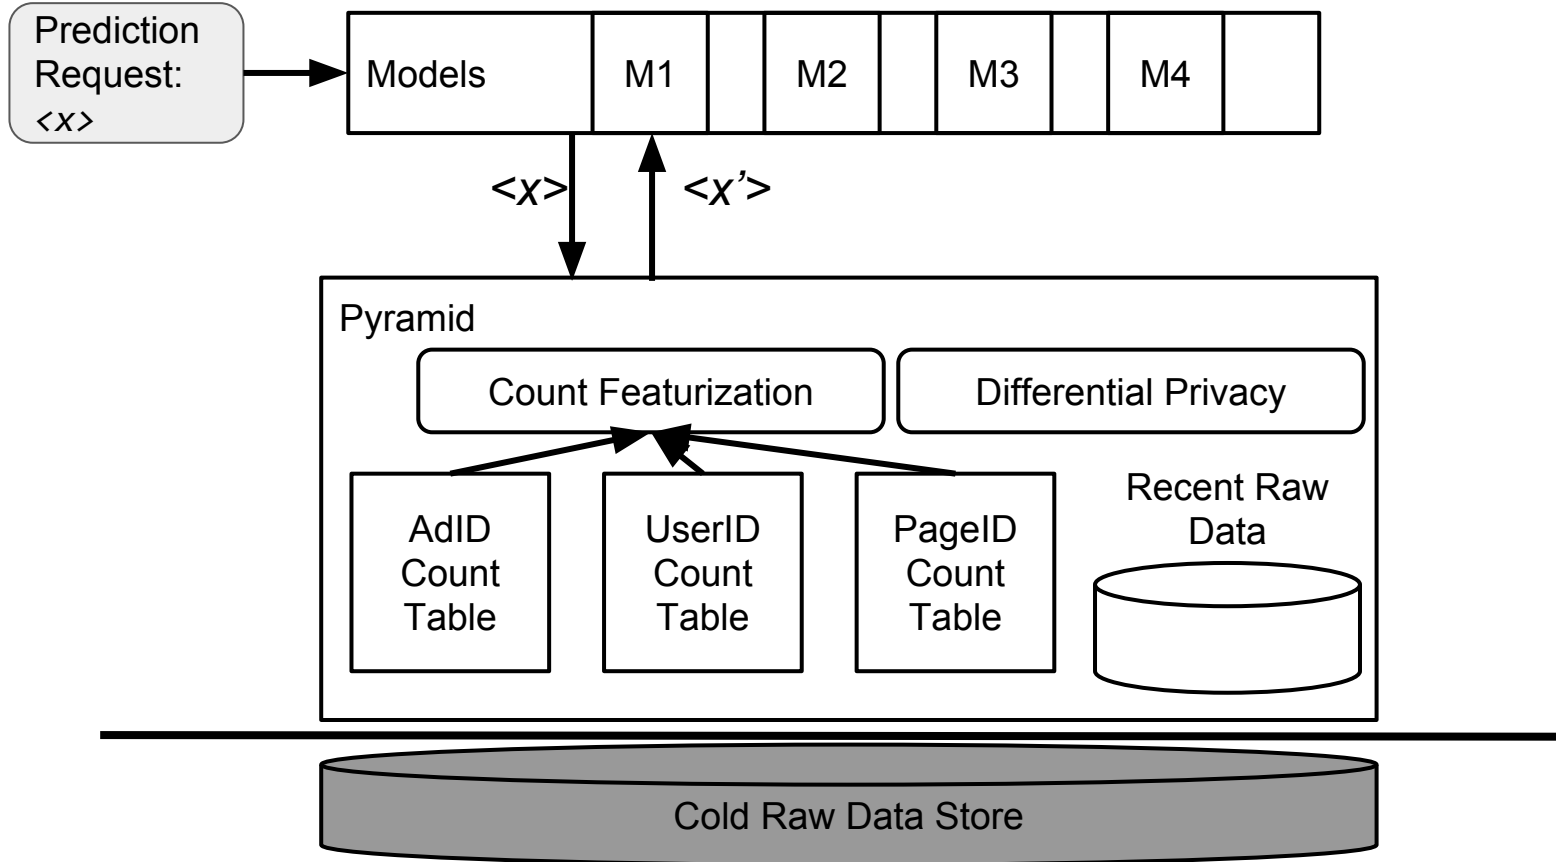 Prediction
Request:
<x>
Models
M1
M2
M3
M4
<x>
<x’>
Pyramid
Count Featurization
Differential Privacy
AdID
Count
Table
UserID
Count
Table
PageID
Count
Table
Recent Raw
Data
Cold Raw Data Store